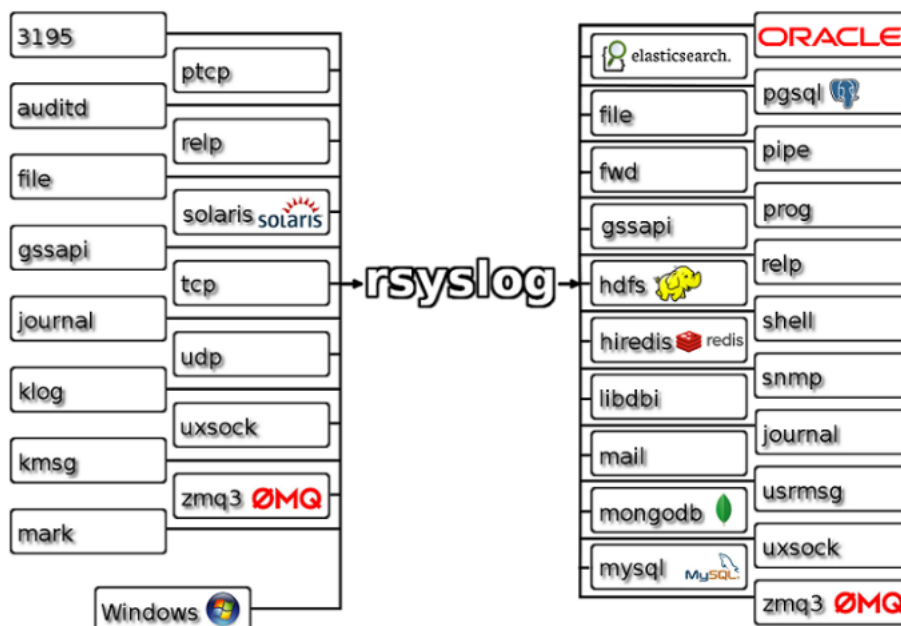 3195
ptcp
auditd
relp
file
solaris solaris
gssapi
tcp
journal
udp
klog
uxsock
kmsg
zmq3 ØMQ
mark
Windows
rsyslog
ORACLE
elasticsearch.
pgsql
file
pipe
fwd
prog
gssapi
relp
hdfs
shell
hiredis redis
snmp
libdbi
journal
mail
usrmsg
mongodb
uxsock
mysql MySQL
zmq3 ØMQ